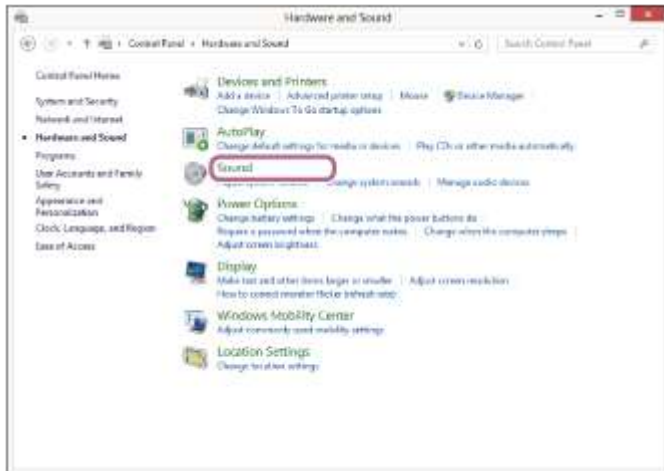 Hardware and Sound
Control Panel › Hardware and Sound
Search Control Panel
Control Panel Home
System and Security
Network and Internet
Hardware and Sound
Programs
User Accounts and Family
Safety
Appearance and
Personalization
Clock, Language, and Region
Ease of Access
Devices and Printers
Add a device | Advanced printer setup | Mouse | Device Manager
Change Windows To Go startup options
AutoPlay
Change default settings for media or devices | Play CDs or other media automatically
Sound
Change system sounds | Manage audio devices
Power Options
Change battery settings | Change what the power buttons do
Require a password when the computer wakes | Change when the computer sleeps
Adjust screen brightness
Display
Make text and other items larger or smaller | Adjust screen resolution
How to correct monitor flicker (refresh rate)
Windows Mobility Center
Adjust commonly used mobility settings
Location Settings
Change location settings